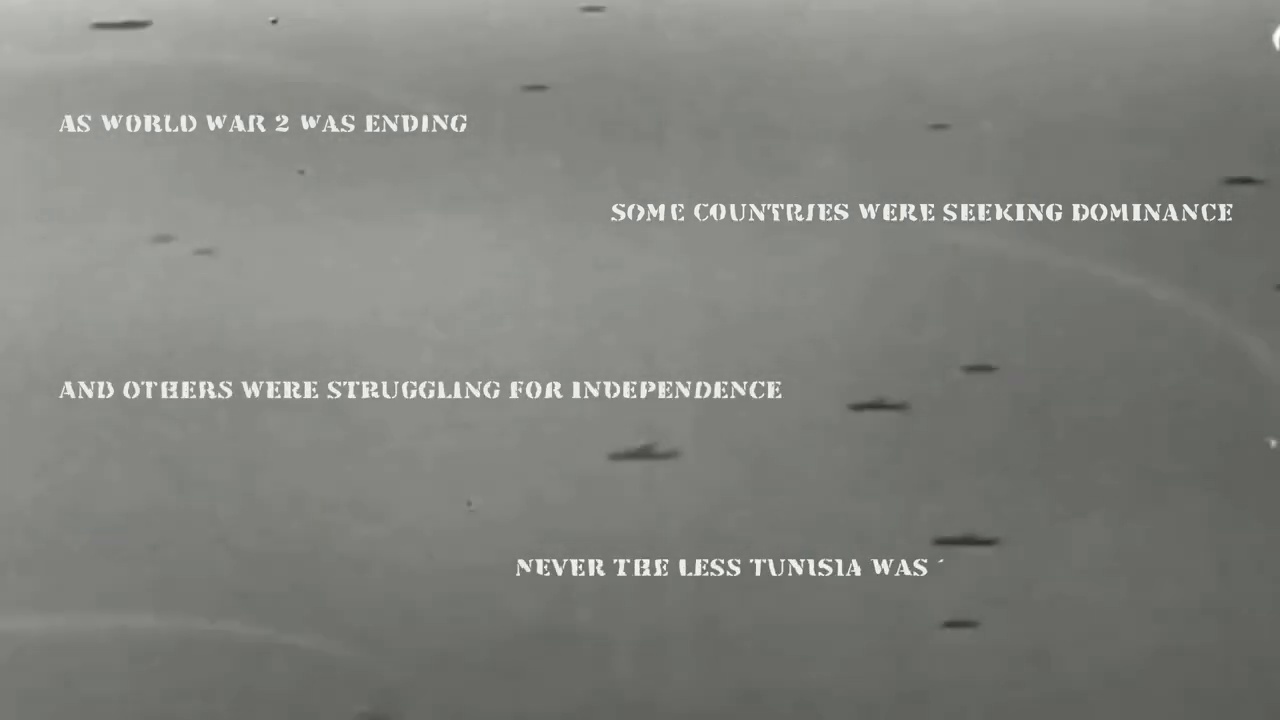 AS WORLD WAR 2 WAS ENDING
SOME COUNTRIES WERE SEEKING DOMINANCE
AND OTHERS WERE STRUGGLING FOR INDEPENDENCE
NEVER THE LESS TUNISIA WAS